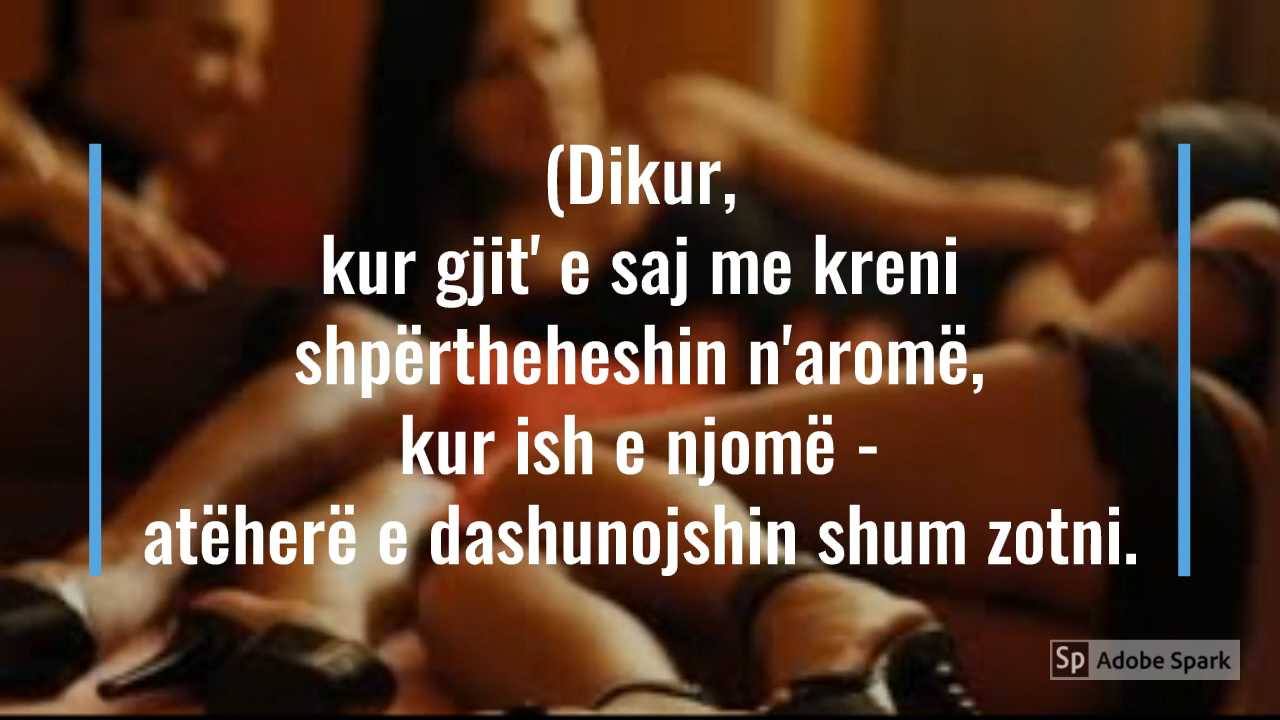 (Dikur,
kur gjit' e saj me kreni
shpërtheheshin n'aromë,
kur ish e njomë -
atëherë e dashunojshin shum zotni.
Sp Adobe Spark